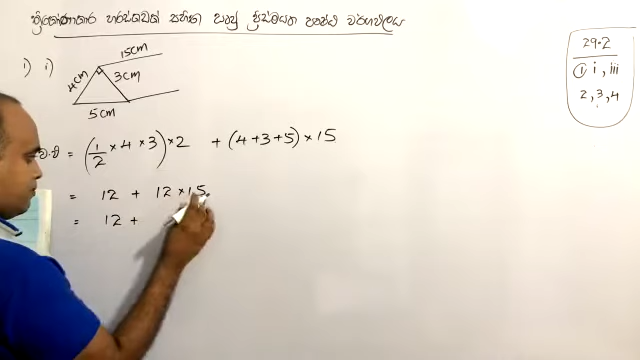 ත්‍රිකෝණාකාර හරස්කඩක් සහිත ඍජු ප්‍රිස්මයක පෘෂ්ඨ වර්ගඵලය
1) i)
15cm
4cm
3cm
5cm
= (1/2 × 4 × 3) × 2 + (4+3+5) × 15
= 12 + 12 × 15
= 12 +
29.2
① i, iii
2, 3, 4